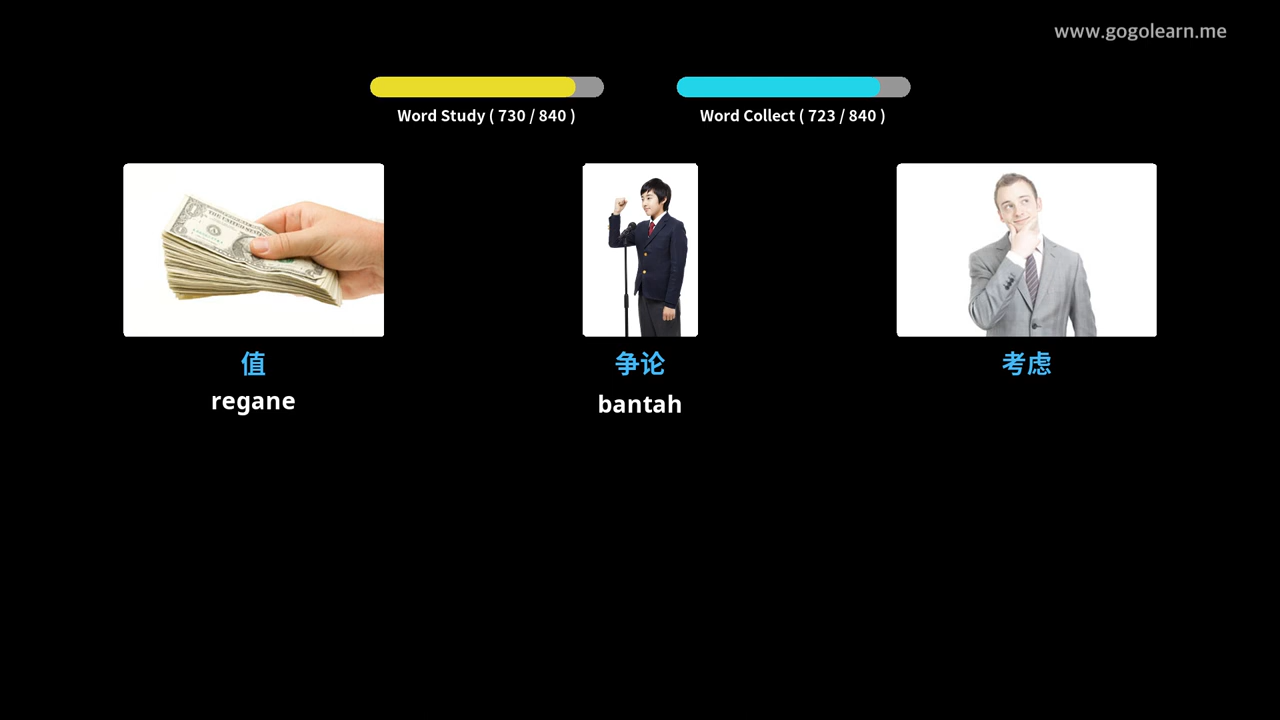 www.gogolearn.me
Word Study ( 730 / 840 )
Word Collect ( 723 / 840 )
值
争论
考虑
regane
bantah